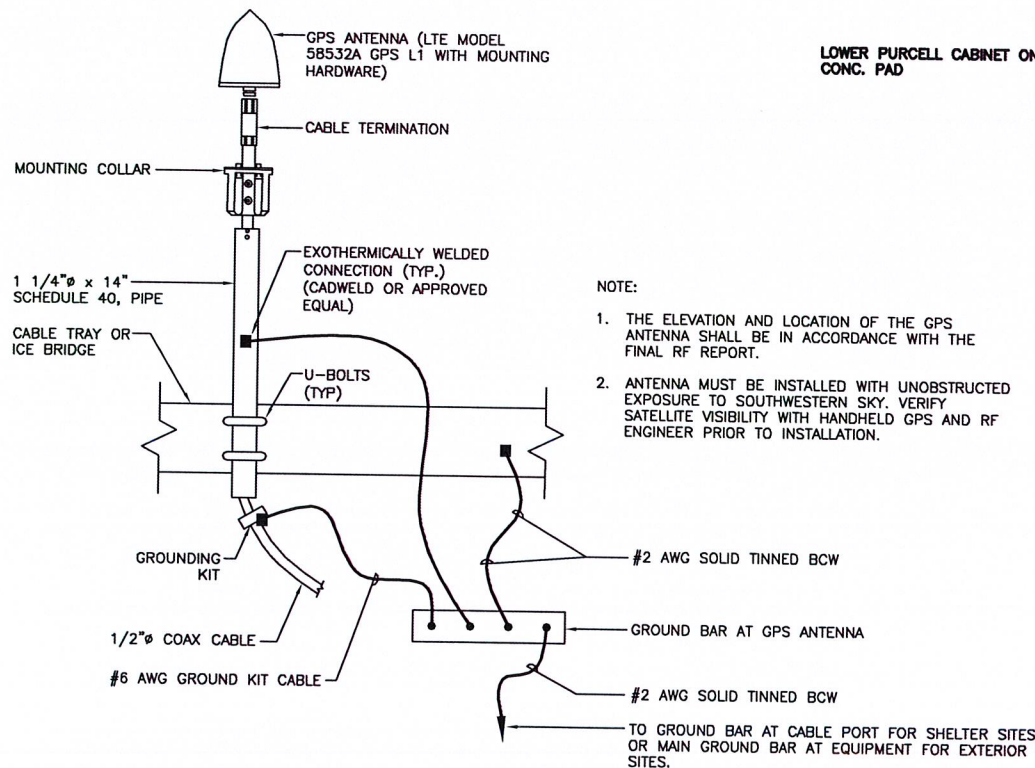 GPS ANTENNA (LTE MODEL
58532A GPS L1 WITH MOUNTING
HARDWARE)
LOWER PURCELL CABINET ON
CONC. PAD
CABLE TERMINATION
MOUNTING COLLAR
EXOTHERMICALLY WELDED
CONNECTION (TYP.)
(CADWELD OR APPROVED
EQUAL)
1 1/4"ø x 14"
SCHEDULE 40, PIPE
CABLE TRAY OR
ICE BRIDGE
U-BOLTS
(TYP)
NOTE:
1. THE ELEVATION AND LOCATION OF THE GPS
ANTENNA SHALL BE IN ACCORDANCE WITH THE
FINAL RF REPORT.
2. ANTENNA MUST BE INSTALLED WITH UNOBSTRUCTED
EXPOSURE TO SOUTHWESTERN SKY. VERIFY
SATELLITE VISIBILITY WITH HANDHELD GPS AND RF
ENGINEER PRIOR TO INSTALLATION.
GROUNDING
KIT
#2 AWG SOLID TINNED BCW
1/2"ø COAX CABLE
GROUND BAR AT GPS ANTENNA
#6 AWG GROUND KIT CABLE
#2 AWG SOLID TINNED BCW
TO GROUND BAR AT CABLE PORT FOR SHELTER SITES
OR MAIN GROUND BAR AT EQUIPMENT FOR EXTERIOR
SITES.